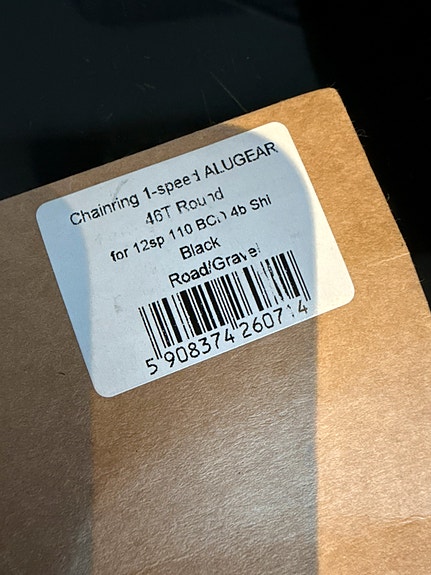 Chainring 1-speed ALUGEAR
46T Round
for 12sp 110 BCD 4b Shi
Black
Road/Gravel
5 908374 260714